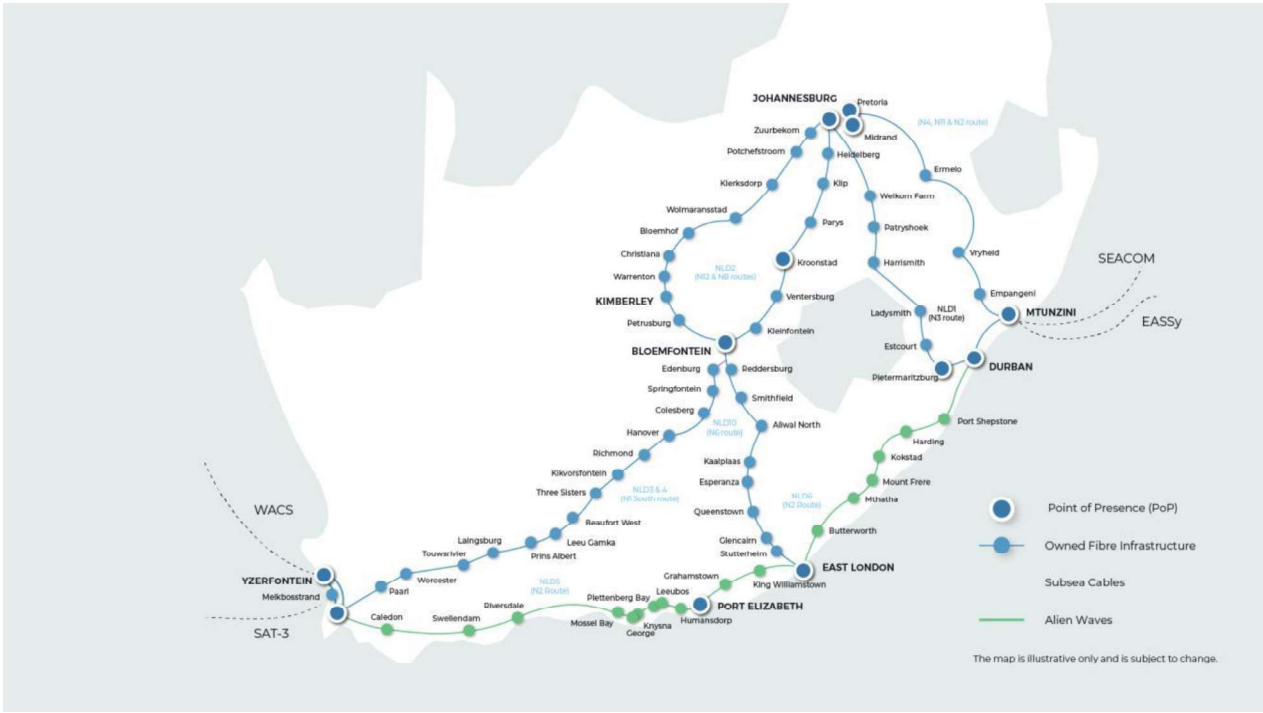 JOHANNESBURG
Pretoria
Midrand
(N4, N11 & N2 route)
Zuurbekom
Potchefstroom
Heidelberg
Ermelo
Klerksdorp
Klip
Welkom Farm
Wolmaransstad
Parys
Patryshoek
Bloemhof
Christiana
NLD2
(N12 & N8 routes)
Kroonstad
Harrismith
Vryheid
SEACOM
Warrenton
Empangeni
KIMBERLEY
Ventersburg
Ladysmith
NLD1
(N3 route)
MTUNZINI
EASSy
Petrusburg
Kleinfontein
BLOEMFONTEIN
Estcourt
DURBAN
Edenburg
Reddersburg
Pietermaritzburg
Springfontein
Smithfield
Colesberg
NLD10
(N6 route)
Aliwal North
Port Shepstone
Hanover
Harding
Richmond
Kaalplaas
Kokstad
Kikvorsfontein
Esperanza
Mount Frere
Three Sisters
NLD3 & 4
(N1 South route)
NLD6
(N2 Route)
Mthatha
WACS
Beaufort West
Queenstown
Butterworth
Point of Presence (PoP)
Laingsburg
Leeu Gamka
Glencairn
Owned Fibre Infrastructure
Touwsrivier
Prins Albert
Stutterheim
YZERFONTEIN
Worcester
EAST LONDON
Melkbosstrand
Paarl
NLD5
(N2 Route)
Grahamstown
King Williamstown
Subsea Cables
Riversdale
Plettenberg Bay
Leeubos
PORT ELIZABETH
SAT-3
Caledon
Swellendam
Mossel Bay
George
Knysna
Humansdorp
Alien Waves
The map is illustrative only and is subject to change.